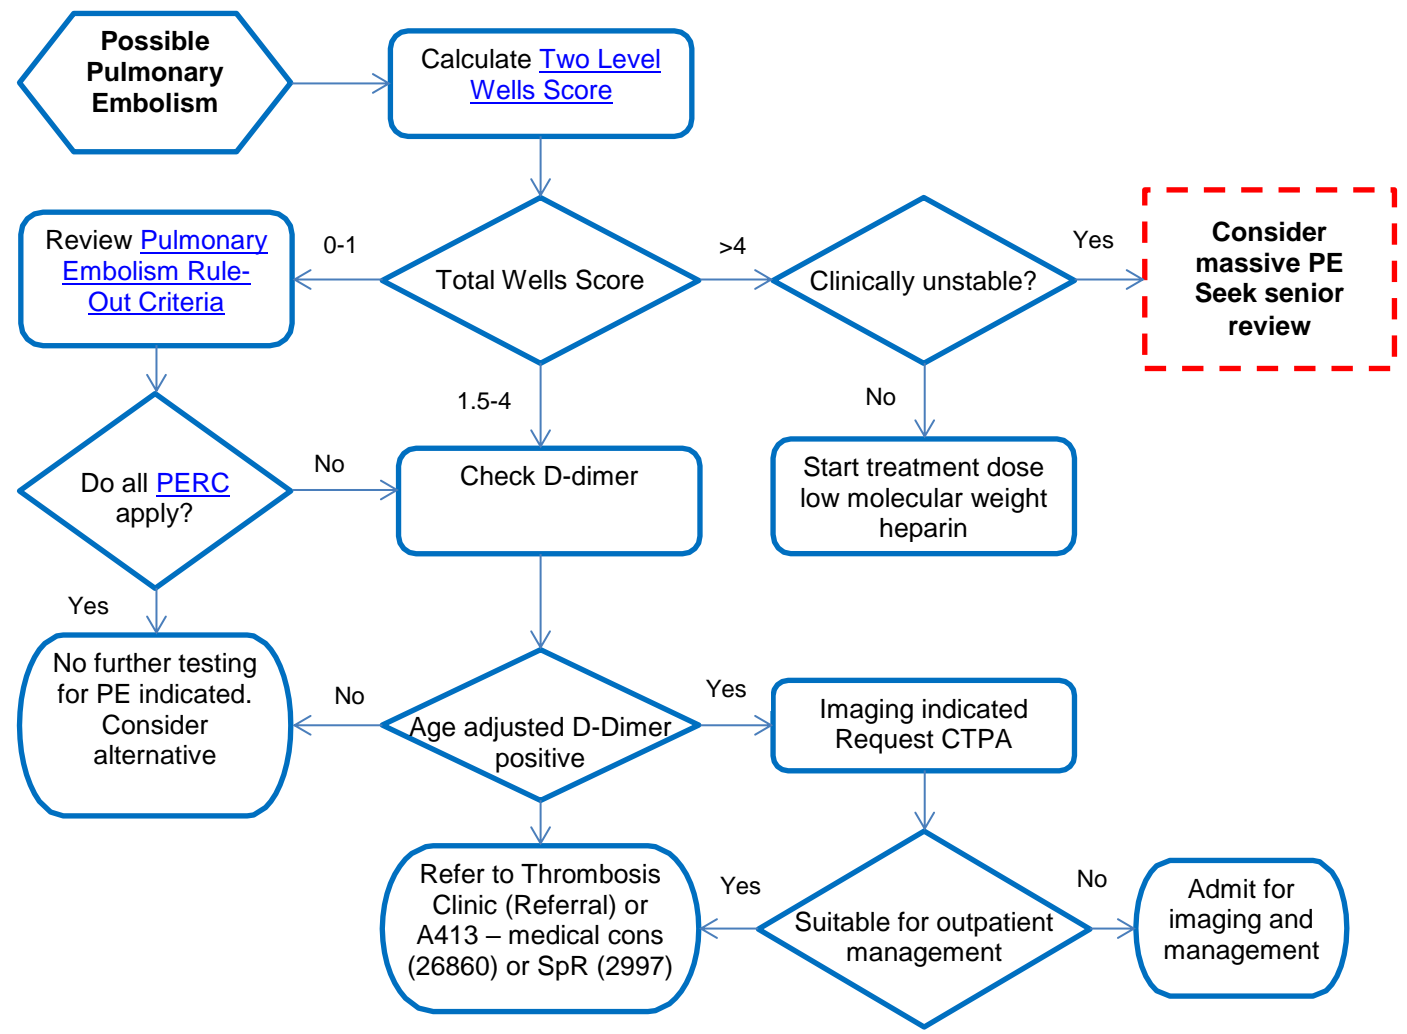 Possible
Pulmonary
Embolism
Calculate Two Level
Wells Score
Review Pulmonary
Embolism Rule-
Out Criteria
0-1
Total Wells Score
>4
Clinically unstable?
Yes
Consider
massive PE
Seek senior
review
1.5-4
No
Do all PERC
apply?
No
Check D-dimer
Start treatment dose
low molecular weight
heparin
Yes
No further testing
for PE indicated.
Consider
alternative
No
Age adjusted D-Dimer
positive
Yes
Imaging indicated
Request CTPA
Refer to Thrombosis
Clinic (Referral) or
A413 – medical cons
(26860) or SpR (2997)
Yes
Suitable for outpatient
management
No
Admit for
imaging and
management